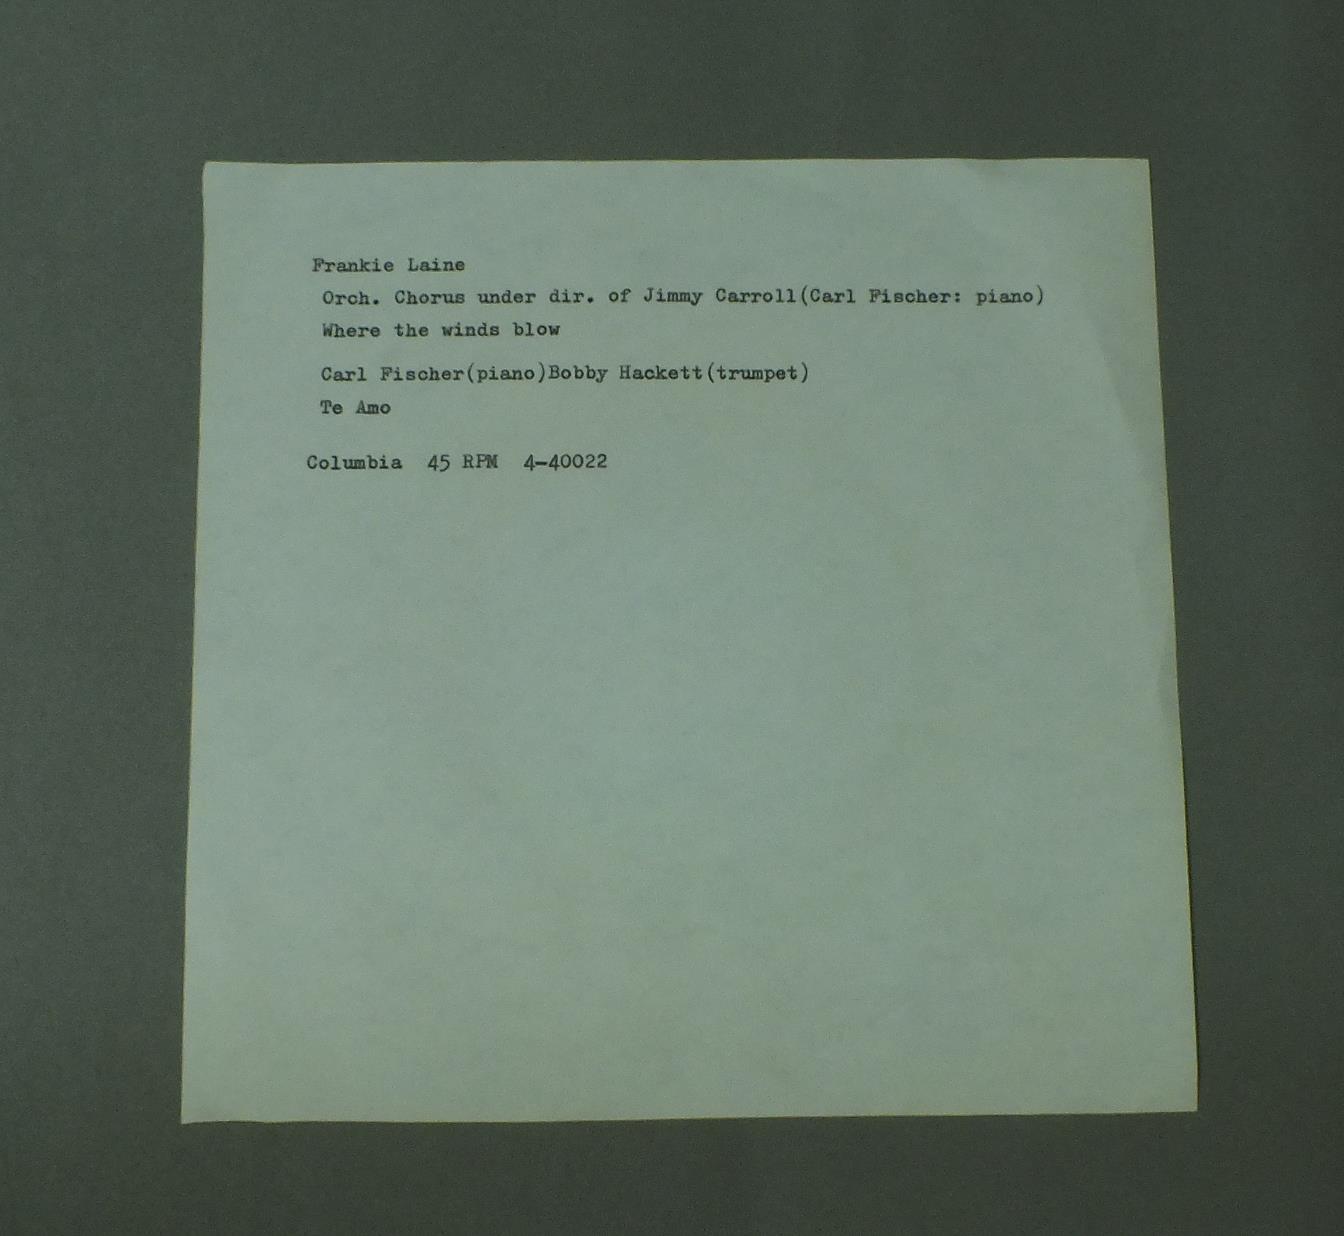 Frankie Laine
Orch. Chorus under dir. of Jimmy Carroll(Carl Fischer: piano)
Where the winds blow
Carl Fischer(piano)Bobby Hackett(trumpet)
Te Amo
Columbia 45 RPM 4-40022